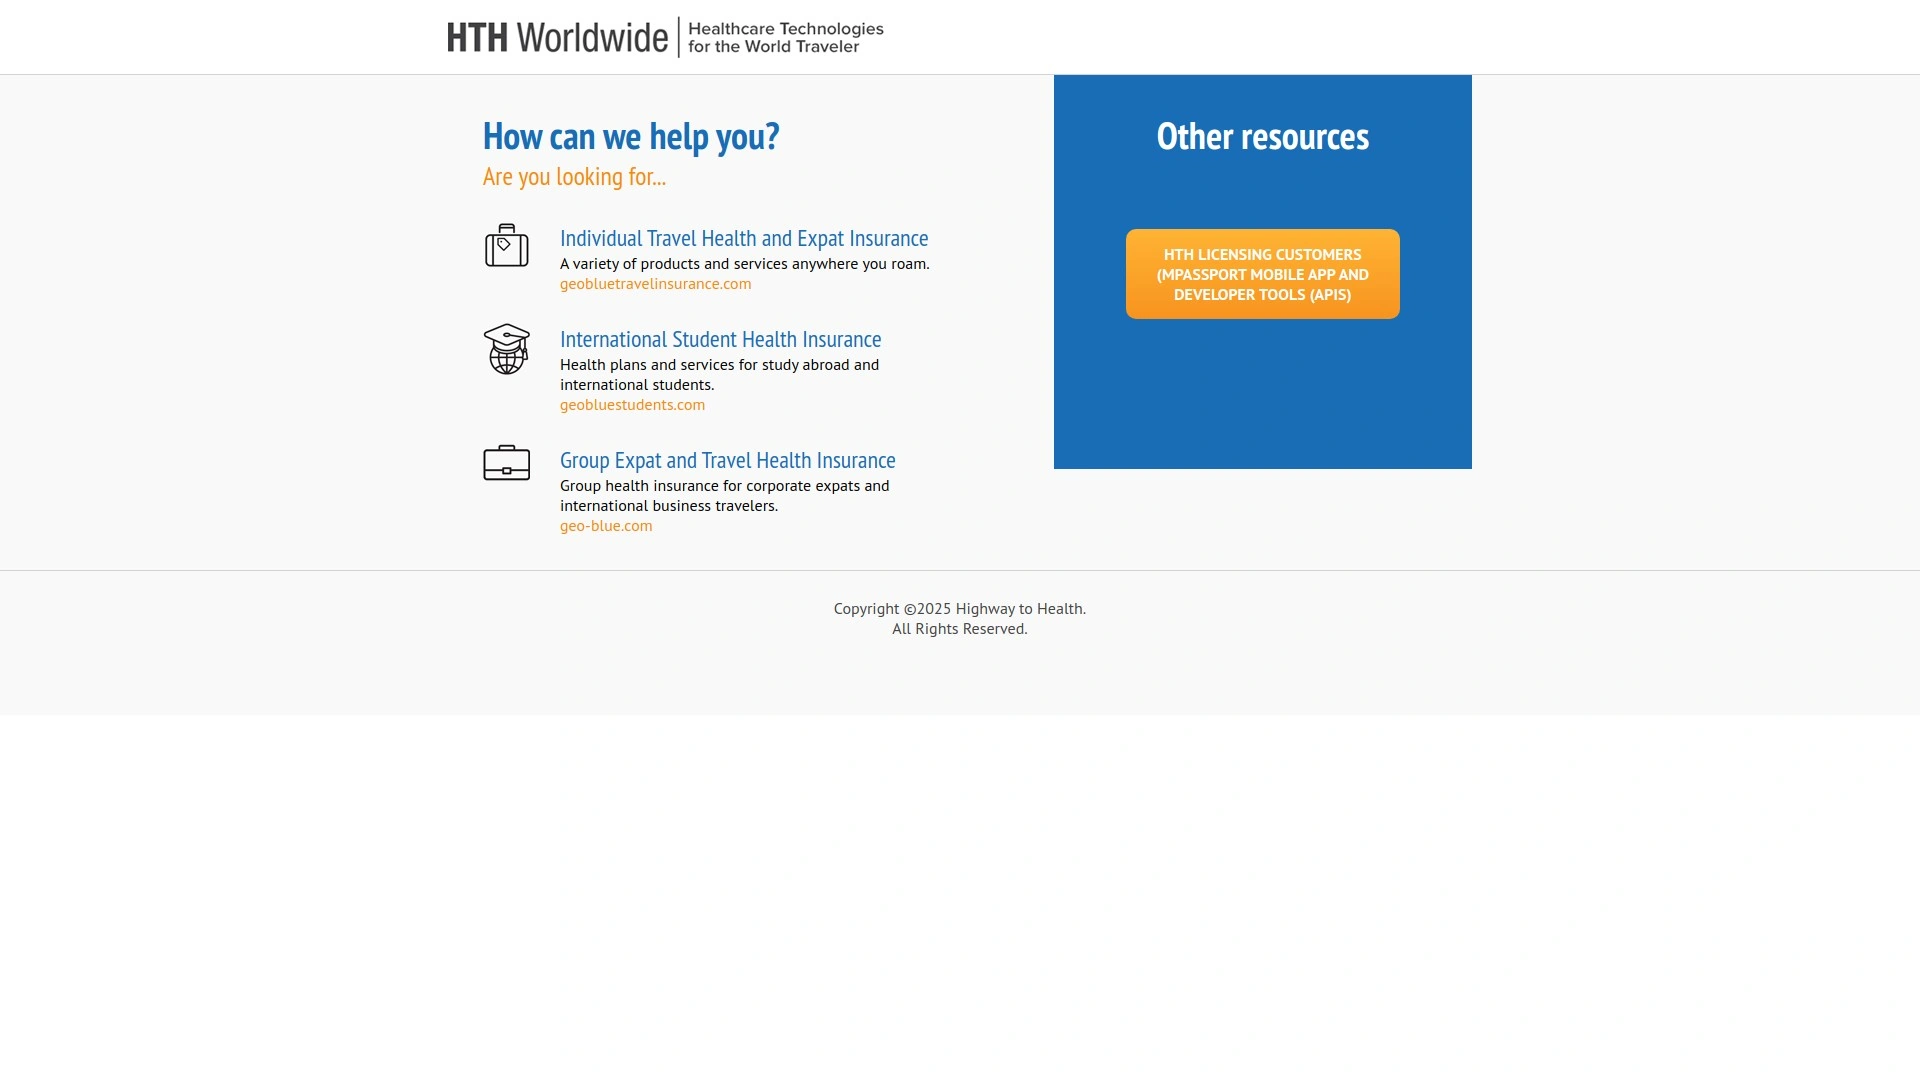 HTH Worldwide
Healthcare Technologies
for the World Traveler
How can we help you?
Are you looking for...
Individual Travel Health and Expat Insurance
A variety of products and services anywhere you roam.
geobluetravelinsurance.com
International Student Health Insurance
Health plans and services for study abroad and
international students.
geobluestudents.com
Group Expat and Travel Health Insurance
Group health insurance for corporate expats and
international business travelers.
geo-blue.com
Other resources
HTH LICENSING CUSTOMERS
(MPASSPORT MOBILE APP AND
DEVELOPER TOOLS (APIS)
Copyright ©2025 Highway to Health.
All Rights Reserved.